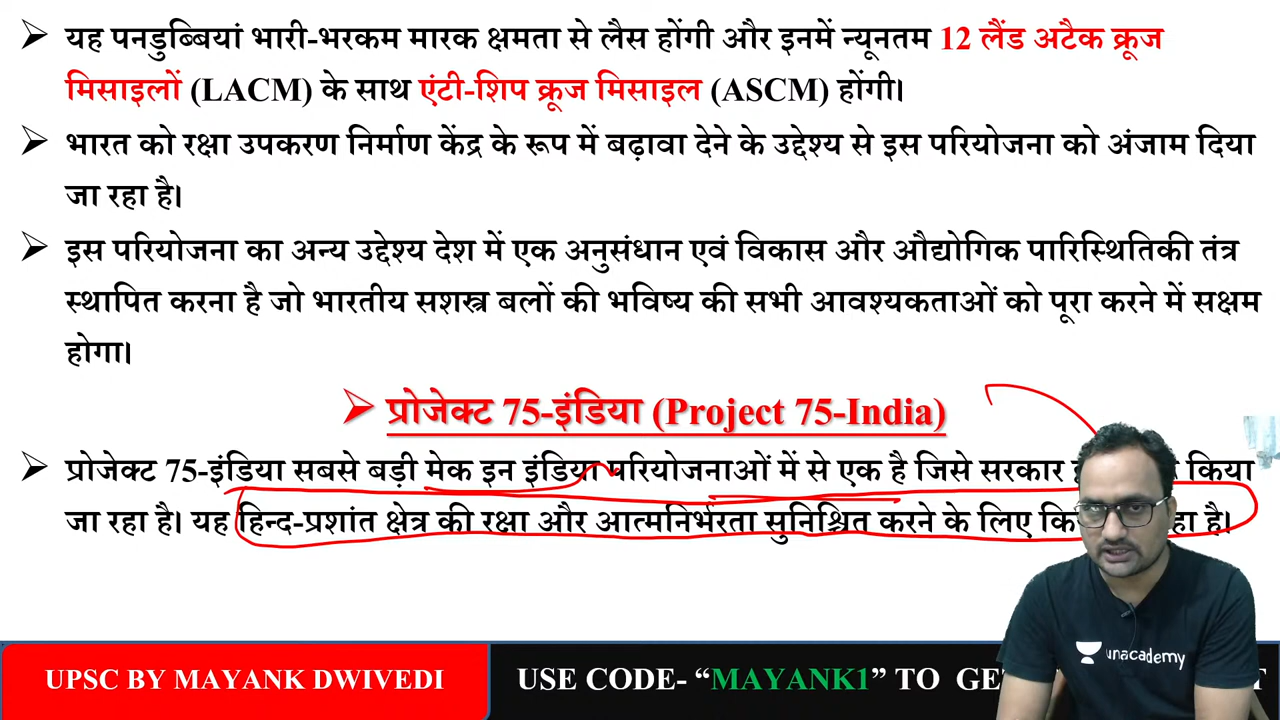 ➢ यह पनडुब्बियां भारी-भरकम मारक क्षमता से लैस होंगी और इनमें न्यूनतम 12 लैंड अटैक क्रूज
मिसाइलों (LACM) के साथ एंटी-शिप क्रूज मिसाइल (ASCM) होंगी।
➢ भारत को रक्षा उपकरण निर्माण केंद्र के रूप में बढ़ावा देने के उद्देश्य से इस परियोजना को अंजाम दिया
जा रहा है।
➢ इस परियोजना का अन्य उद्देश्य देश में एक अनुसंधान एवं विकास और औद्योगिक पारिस्थितिकी तंत्र
स्थापित करना है जो भारतीय सशस्त्र बलों की भविष्य की सभी आवश्यकताओं को पूरा करने में सक्षम
होगा।
➢ प्रोजेक्ट 75-इंडिया (Project 75-India)
➢ प्रोजेक्ट 75-इंडिया सबसे बड़ी मेक इन इंडिया परियोजनाओं में से एक है जिसे सरकार किया
जा रहा है। यह हिन्द-प्रशांत क्षेत्र की रक्षा और आत्मनिर्भरता सुनिश्चित करने के लिए है।
unacademy
UPSC BY MAYANK DWIVEDI
USE CODE- “MAYANK1” TO